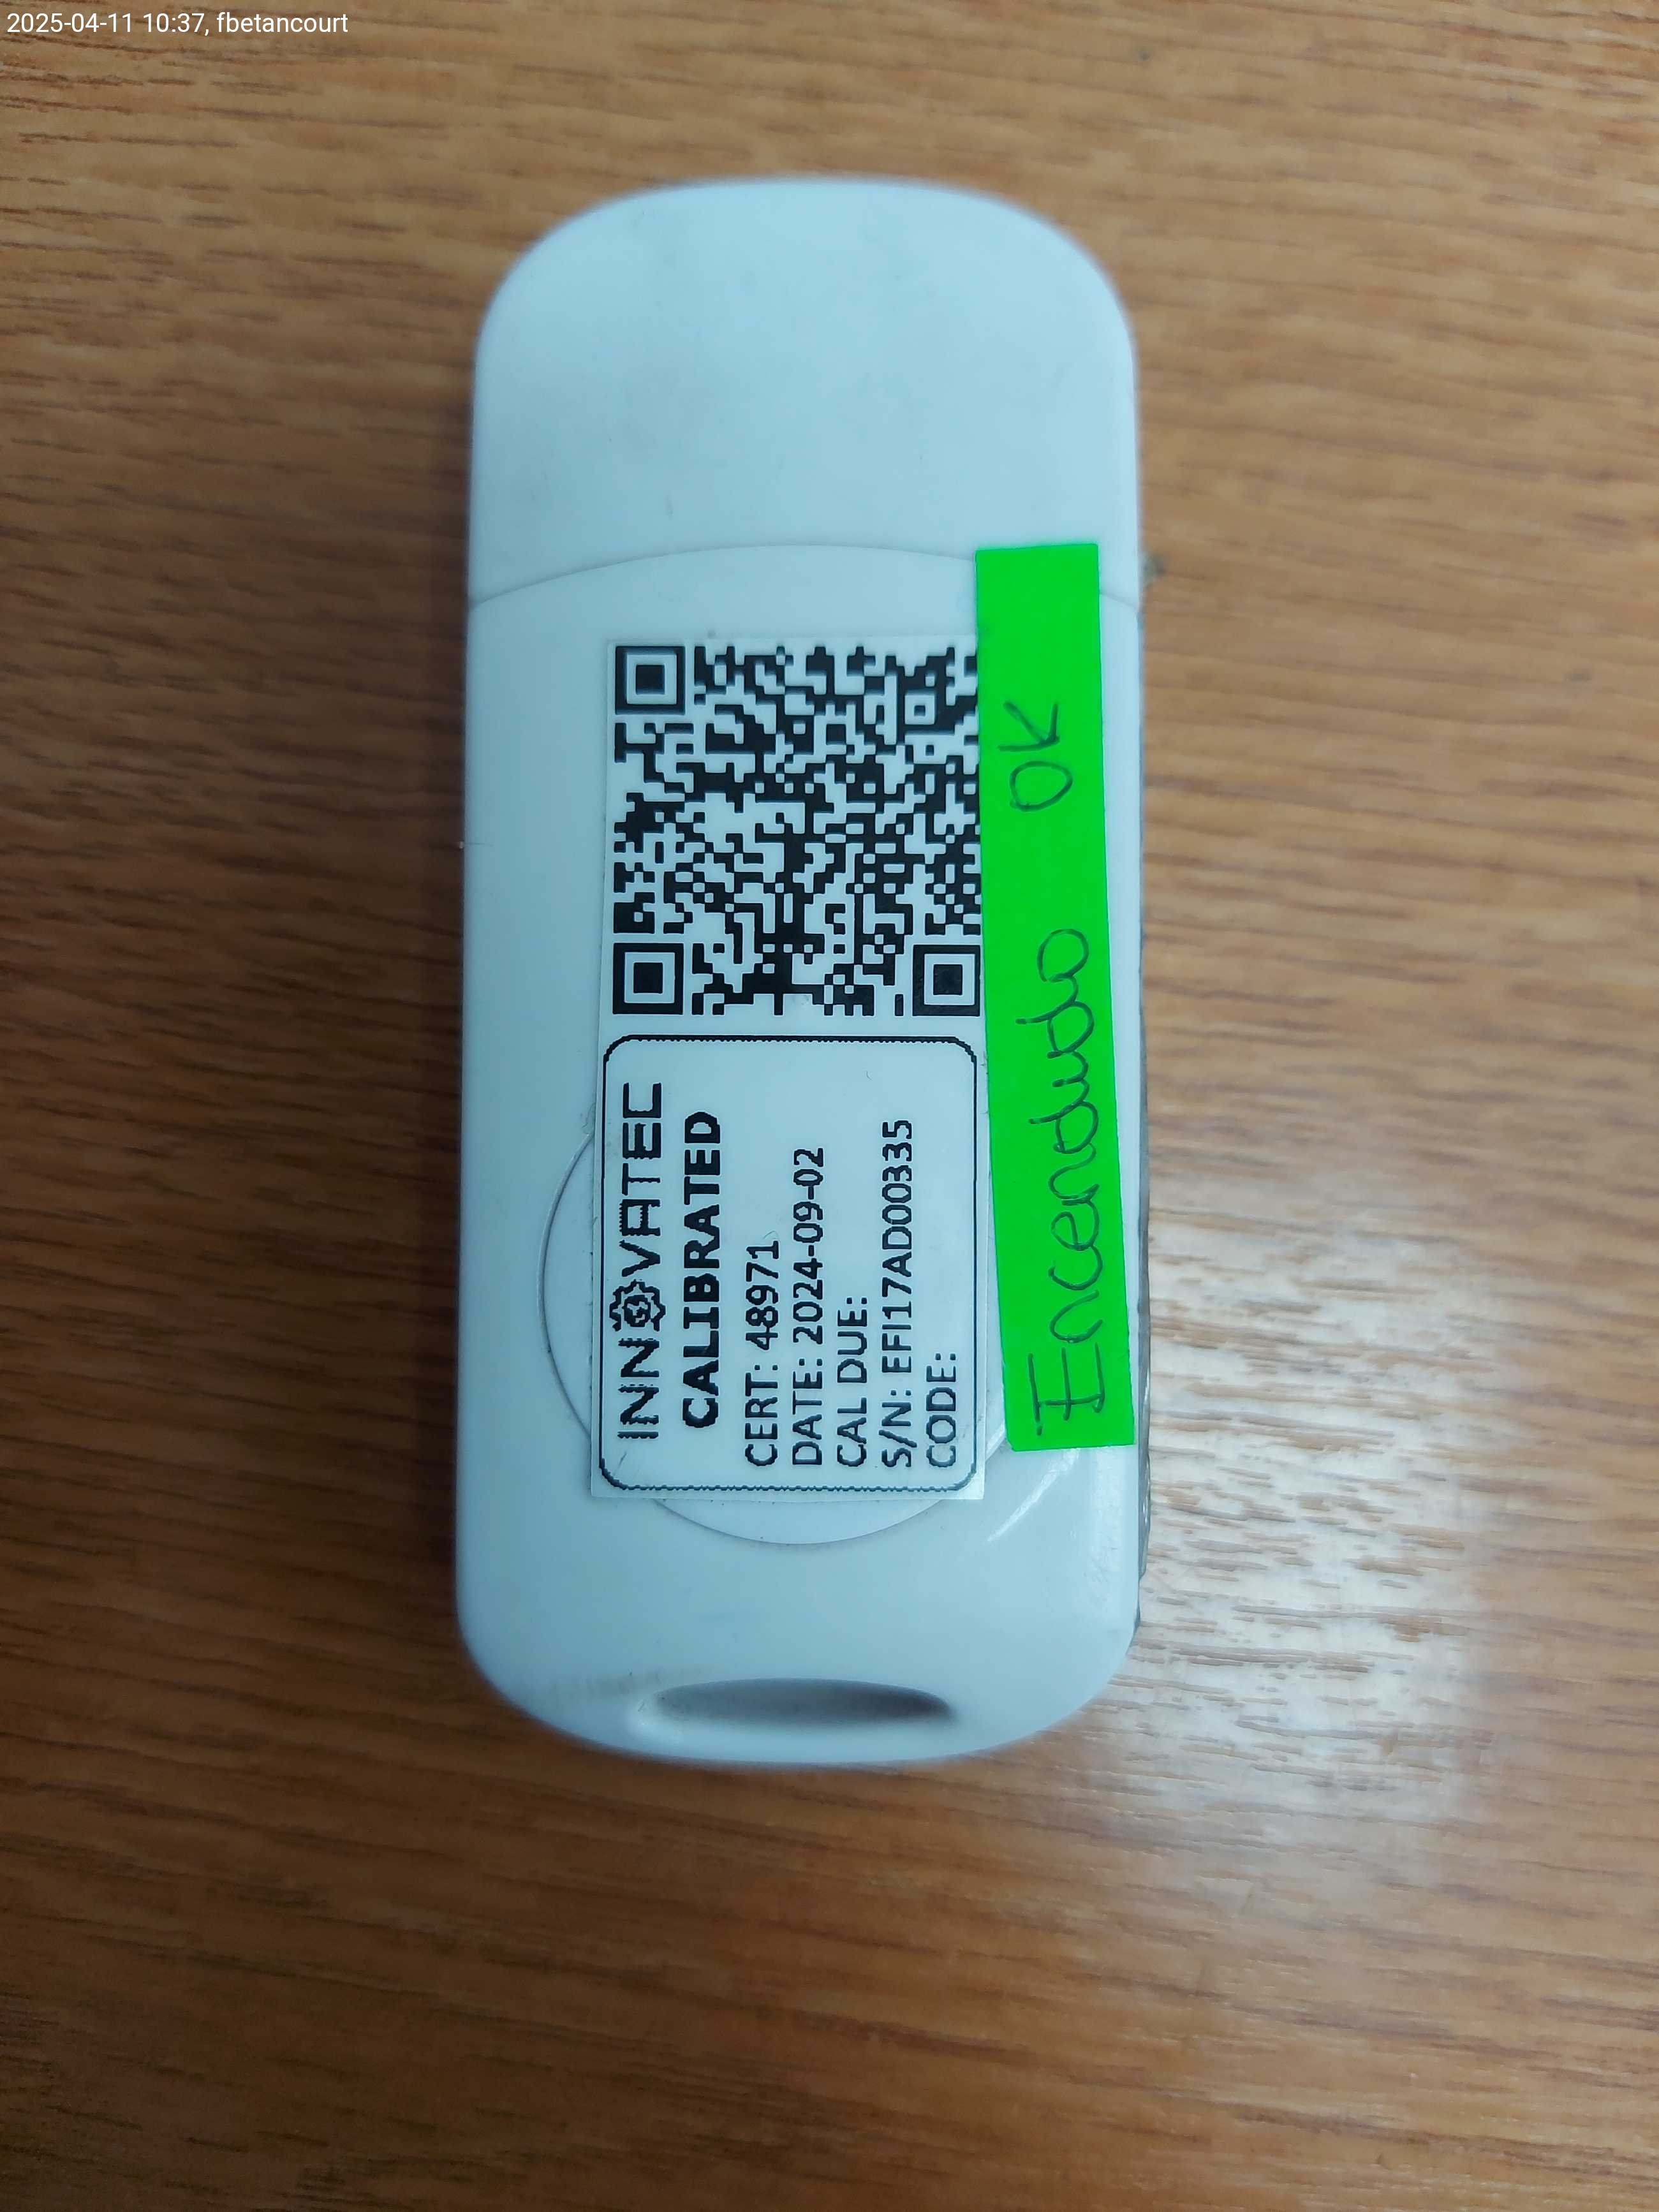 2025-04-11 10:37, fbetancourt
INNOVATEC
CALIBRATED
CERT: 48971
DATE: 2024-09-02
CAL DUE:
S/N: EFI17AD00335
CODE:
Encendido OK